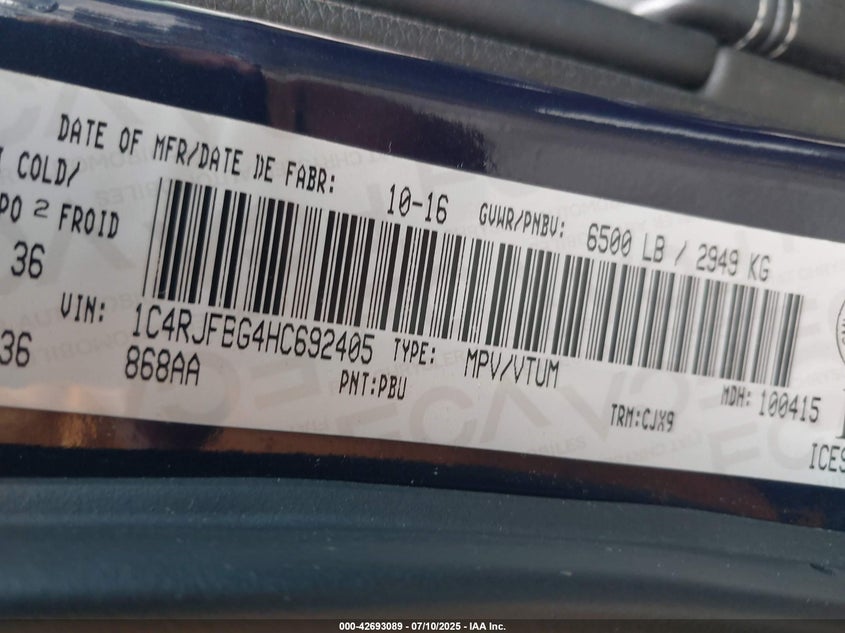 DATE OF MFR/DATE DE FABR: 10-16 GVWR/PNBV: 6500 LB / 2949 KG
COLD/
2 FROID
36
36
VIN: 1C4RJFBG4HC692405 TYPE: MPV/VTUM MDH: 100415
868AA PNT:PBU TRM:CJX9
000-42693089 - 07/10/2025 - IAA Inc.